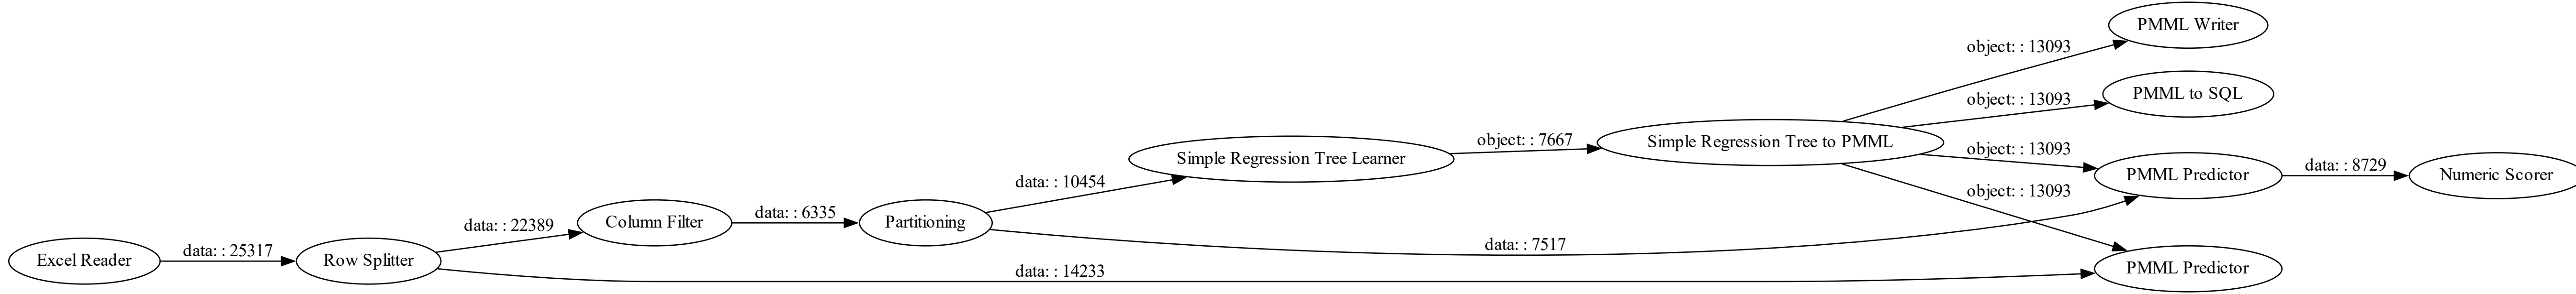 PMML Writer
object: : 13093
object: : 13093
PMML to SQL
Simple Regression Tree Learner
object: : 7667
Simple Regression Tree to PMML
object: : 13093
PMML Predictor
data: : 8729
Numeric Scorer
data: : 10454
object: : 13093
data: : 22389
Column Filter
data: : 6335
Partitioning
data: : 7517
Excel Reader
data: : 25317
Row Splitter
data: : 14233
PMML Predictor